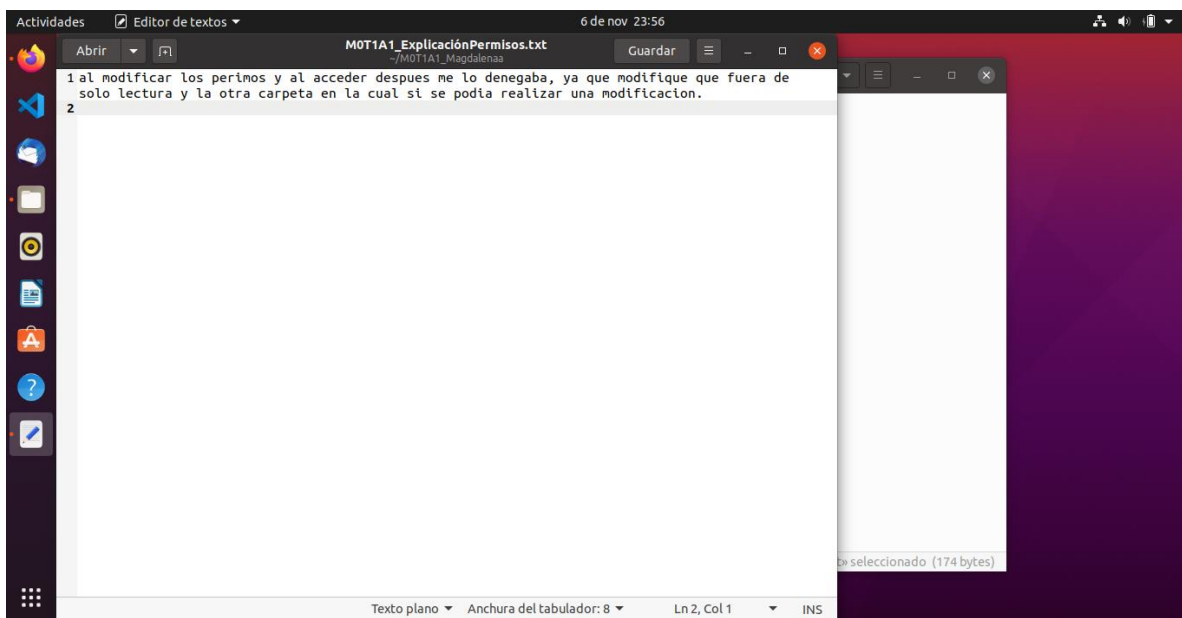 Actividades Editor de textos 6 de nov 23:56
Abrir M0T1A1_ExplicaciónPermisos.txt Guardar
~/M0T1A1_Magdalenaa
1 al modificar los perimos y al acceder despues me lo denegaba, ya que modifique que fuera de
solo lectura y la otra carpeta en la cual si se podia realizar una modificacion.
2
» seleccionado (174 bytes)
Texto plano Anchura del tabulador: 8 Ln 2, Col 1 INS